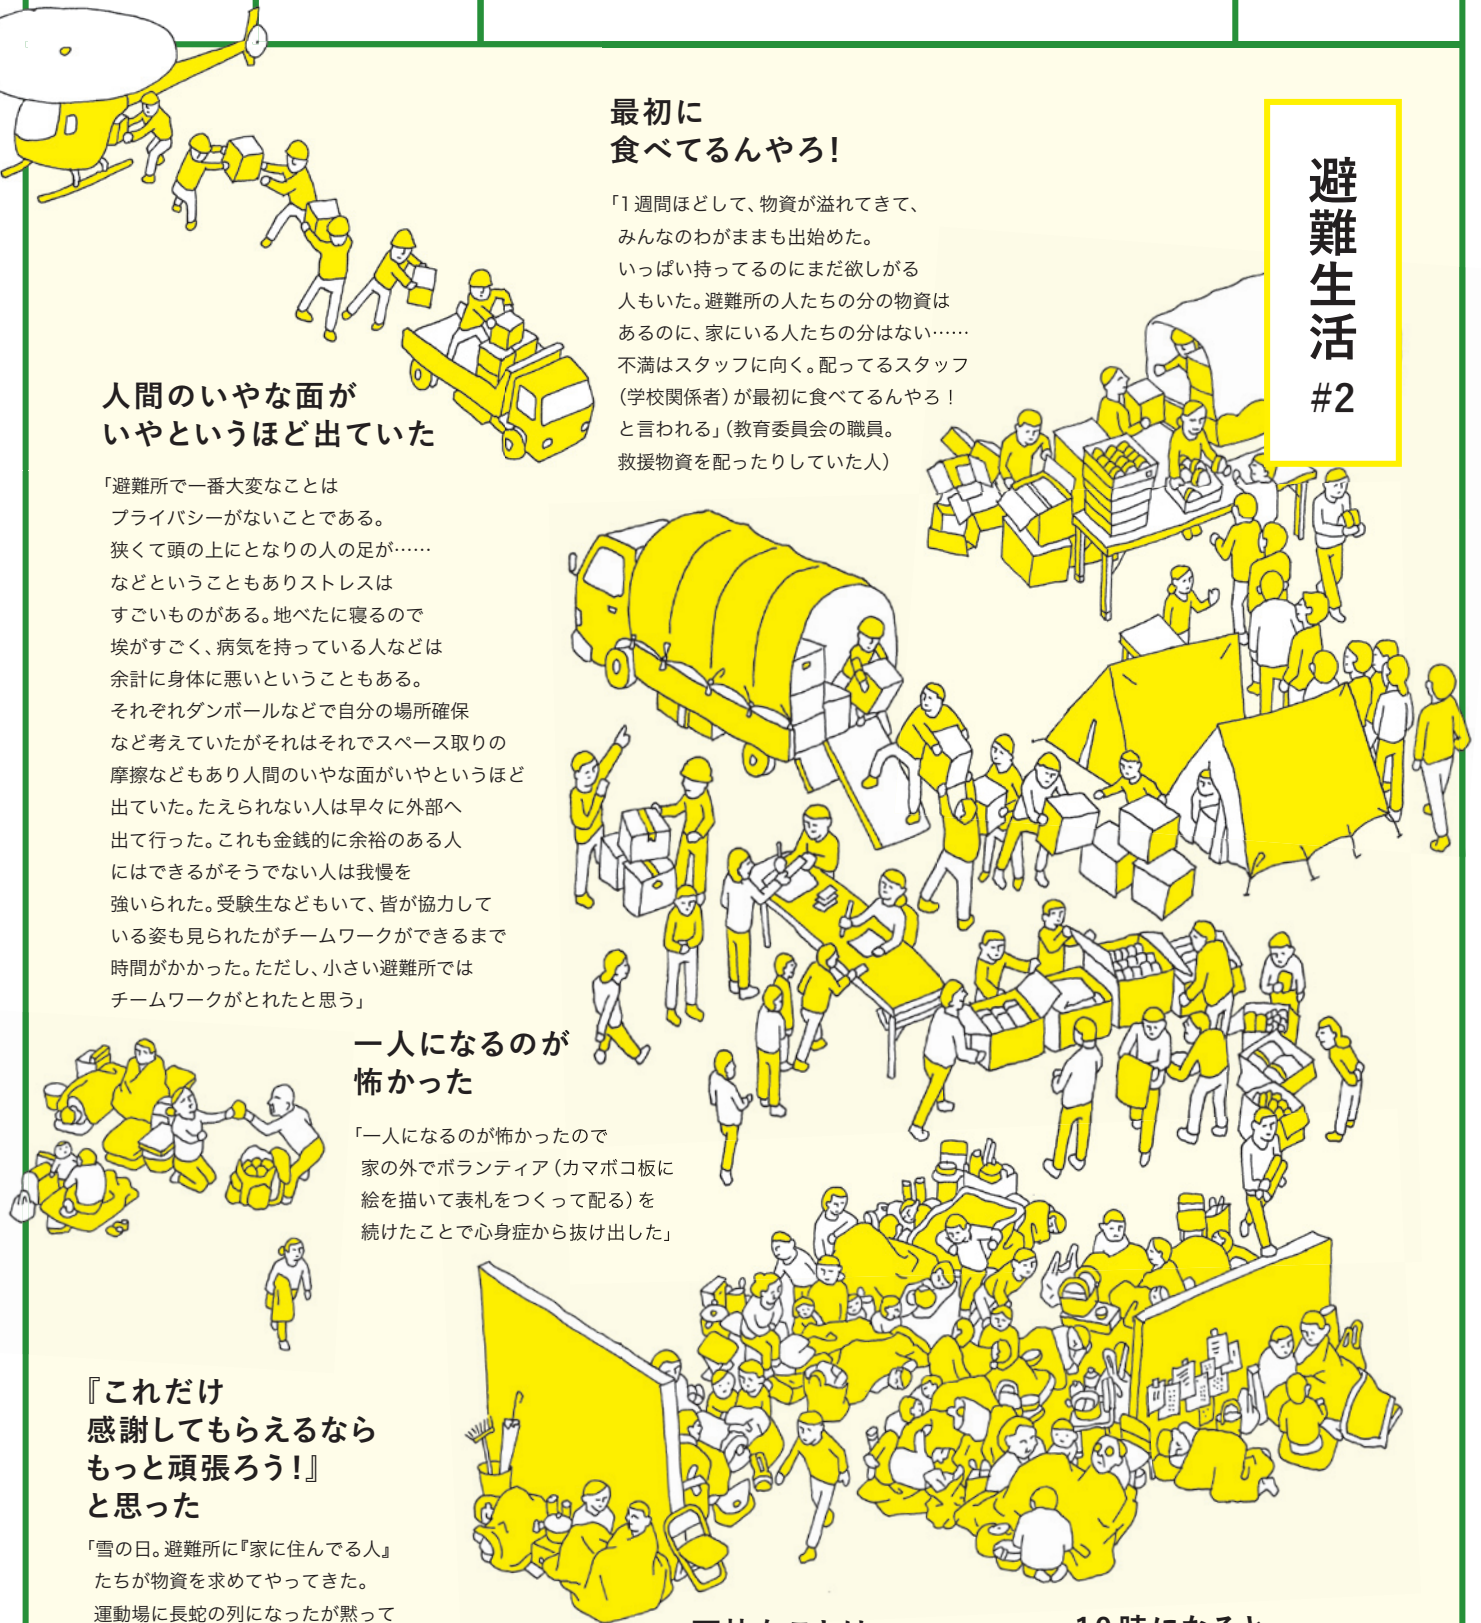 避難生活 #2
最初に
食べてるんやろ！
「1週間ほどして、物資が溢れてきて、
みんなのわがままも出始めた。
いっぱい持ってるのにまだ欲しがる
人もいた。避難所の人たちの分の物資は
あるのに、家にいる人たちの分はない……
不満はスタッフに向く。配ってるスタッフ
（学校関係者）が最初に食べてるんやろ！
と言われる」（教育委員会の職員。
救援物資を配ったりしていた人）
人間のいやな面が
いやというほど出ていた
「避難所で一番大変なことは
プライバシーがないことである。
狭くて頭の上にとなりの人の足が……
などということもありストレスは
すごいものがある。地べたに寝るので
埃がすごく、病気を持っている人などは
余計に身体に悪いということもある。
それぞれダンボールなどで自分の場所確保
など考えていたがそれはそれでスペース取りの
摩擦などもあり人間のいやな面がいやというほど
出ていた。たえられない人は早々に外部へ
出て行った。これも金銭的に余裕のある人
にはできるがそうでない人は我慢を
強いられた。受験生などもいて、皆が協力して
いる姿も見られたがチームワークができるまで
時間がかかった。ただし、小さい避難所では
チームワークがとれたと思う」
一人になるのが
怖かった
「一人になるのが怖かったので
家の外でボランティア（カマボコ板に
絵を描いて表札をつくって配る）を
続けたことで心身症から抜け出した」
『これだけ
感謝してもらえるなら
もっと頑張ろう！』
と思った
「雪の日。避難所に『家に住んでる人』
たちが物資を求めてやってきた。
運動場に長蛇の列になったが黙って
10時になると